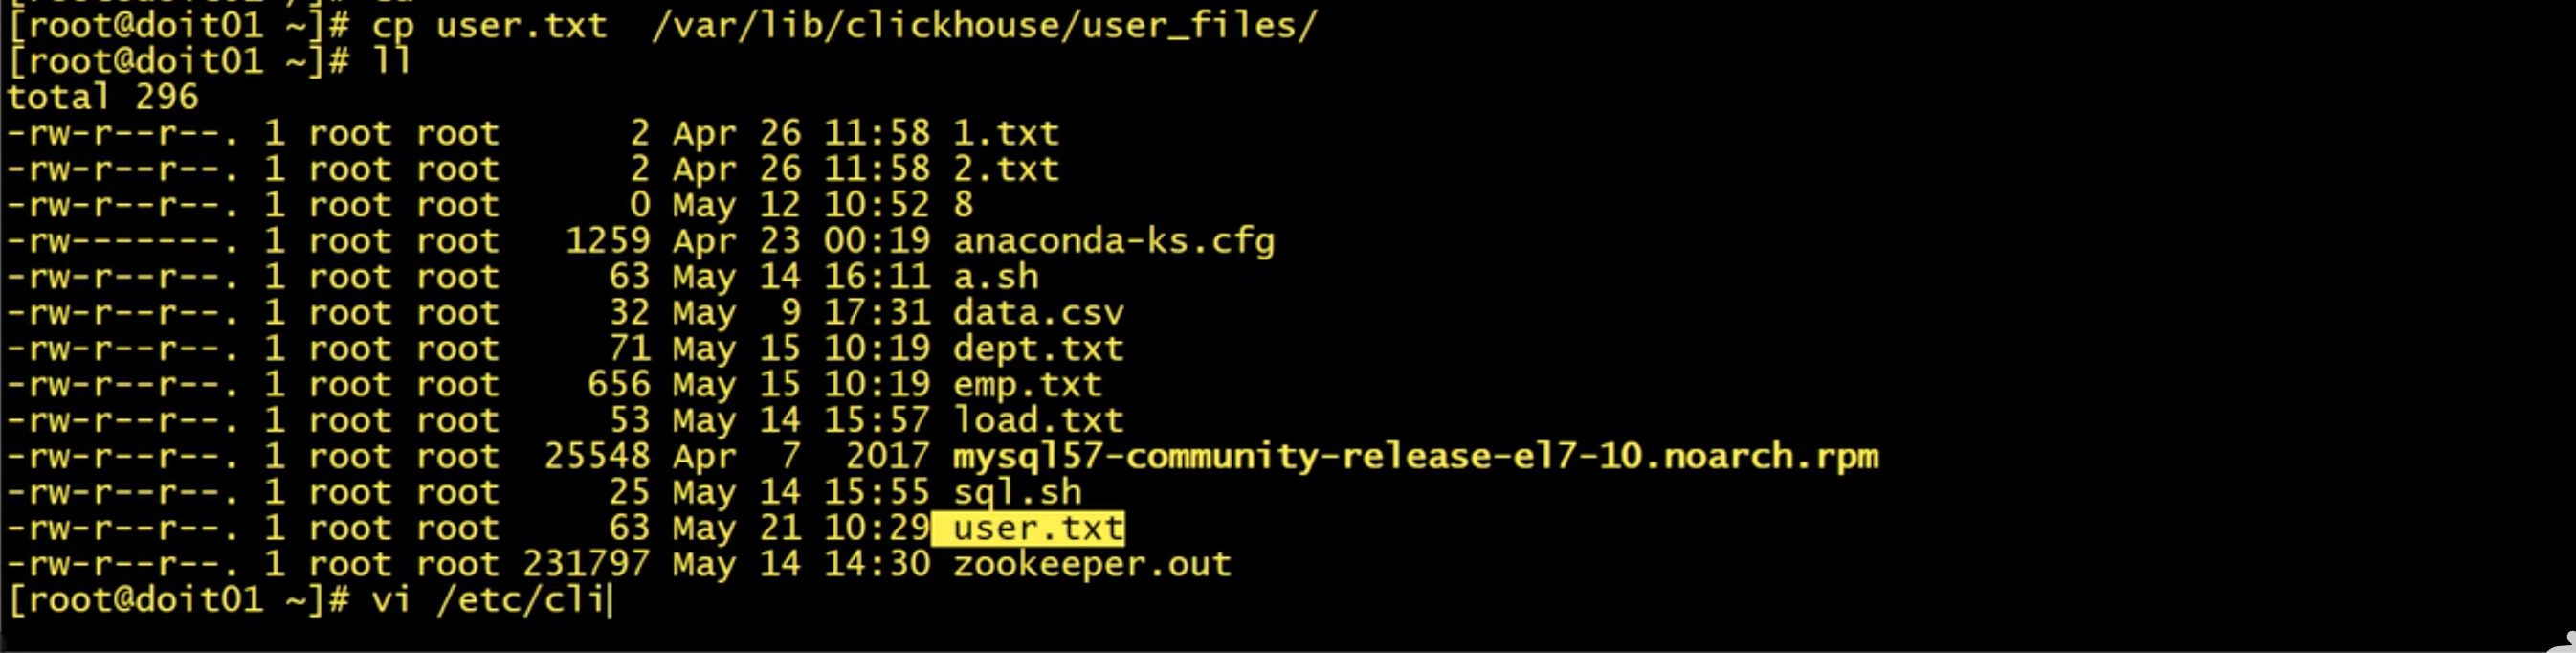 [root@doit01 ~]# cp user.txt  /var/lib/clickhouse/user_files/
[root@doit01 ~]# ll
total 296
-rw-r--r--. 1 root root      2 Apr 26 11:58 1.txt
-rw-r--r--. 1 root root      2 Apr 26 11:58 2.txt
-rw-r--r--. 1 root root      0 May 12 10:52 8
-rw-------. 1 root root   1259 Apr 23 00:19 anaconda-ks.cfg
-rw-r--r--. 1 root root     63 May 14 16:11 a.sh
-rw-r--r--. 1 root root     32 May  9 17:31 data.csv
-rw-r--r--. 1 root root     71 May 15 10:19 dept.txt
-rw-r--r--. 1 root root    656 May 15 10:19 emp.txt
-rw-r--r--. 1 root root     53 May 14 15:57 load.txt
-rw-r--r--. 1 root root  25548 Apr  7  2017 mysql57-community-release-el7-10.noarch.rpm
-rw-r--r--. 1 root root     25 May 14 15:55 sql.sh
-rw-r--r--. 1 root root     63 May 21 10:29 user.txt
-rw-r--r--. 1 root root 231797 May 14 14:30 zookeeper.out
[root@doit01 ~]# vi /etc/cli